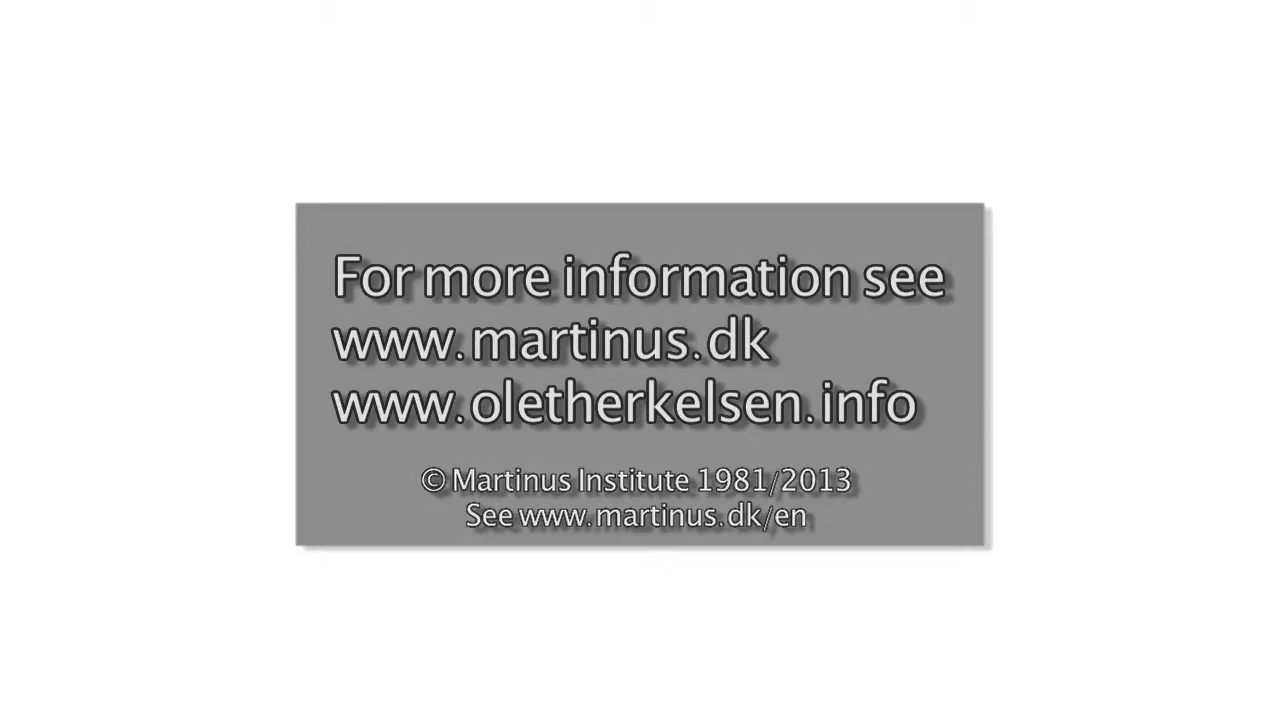 For more information see
www.martinus.dk
www.oletherkelsen.info
© Martinus Institute 1981/2013
See www.martinus.dk/en